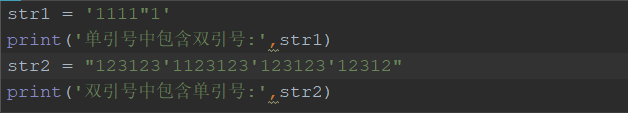 str1 = '1111"1'
print('单引号中包含双引号:',str1)
str2 = "123123'1123123'123123'12312"
print('双引号中包含单引号:',str2)